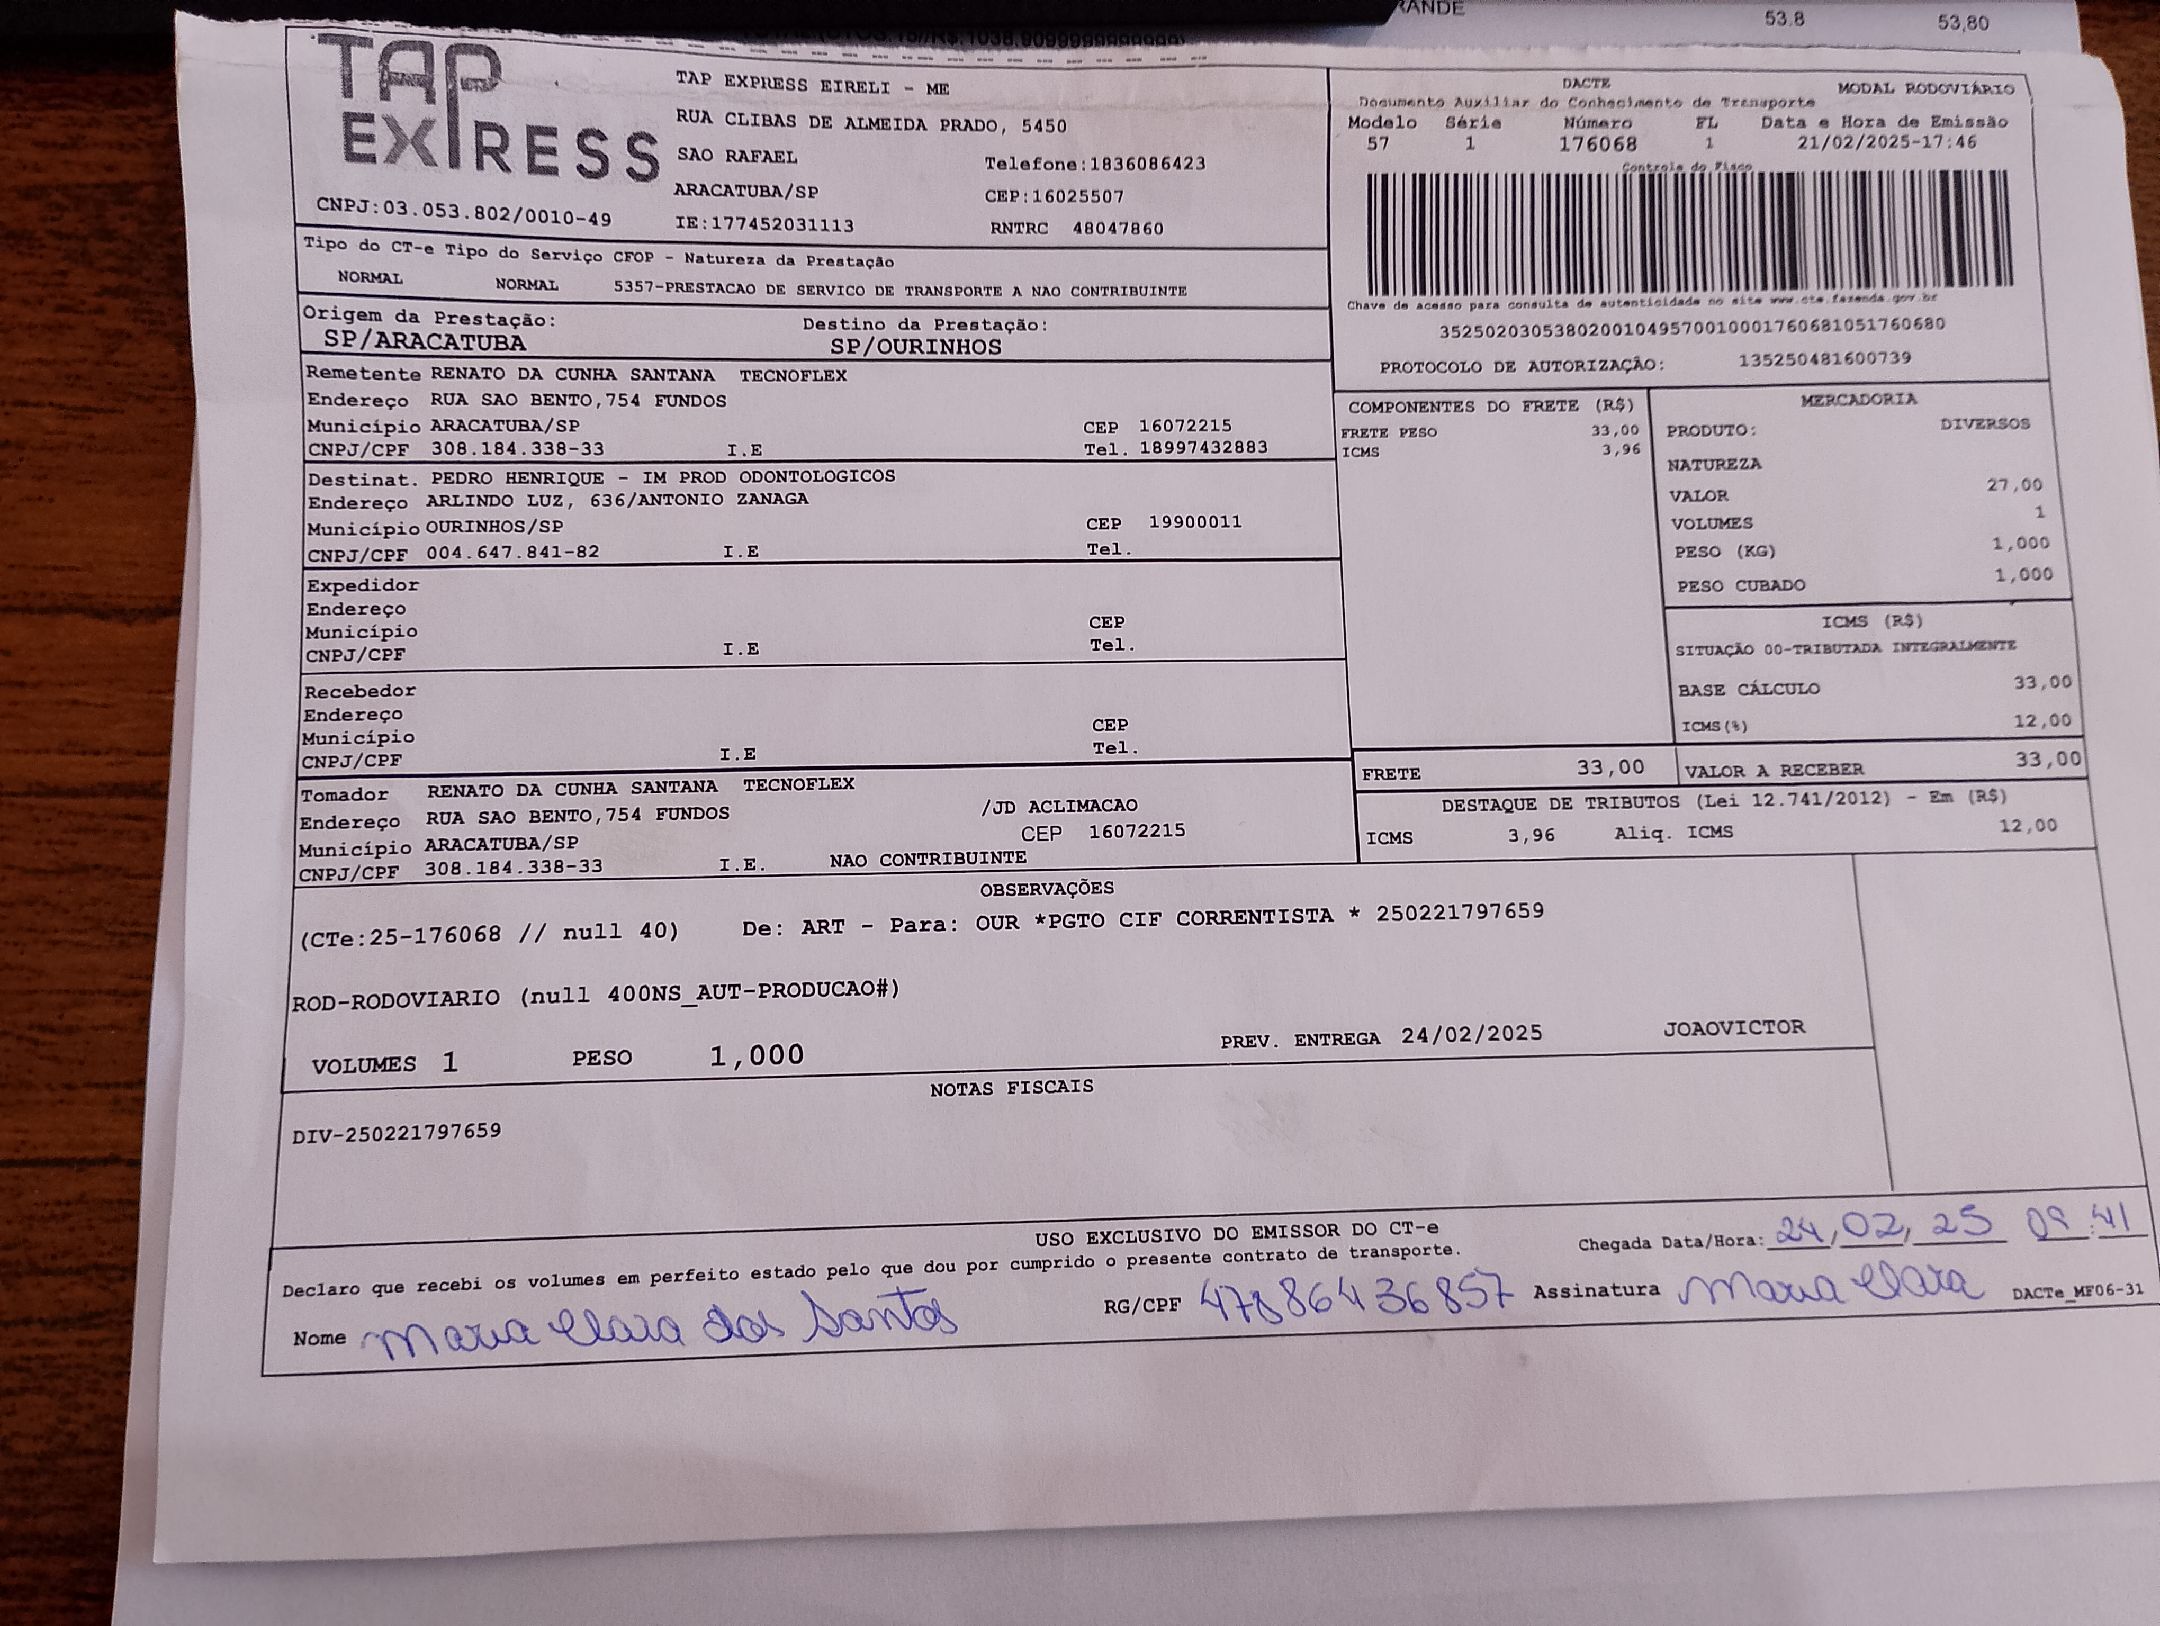 RANDE 53.8 53,80
TAP EXPRESS
TAP EXPRESS EIRELI - ME
RUA CLIBAS DE ALMEIDA PRADO, 5450
SAO RAFAEL Telefone:1836086423
ARACATUBA/SP CEP:16025507
CNPJ:03.053.802/0010-49 IE:177452031113 RNTRC 48047860
DACTE MODAL RODOVIÁRIO
Documento Auxiliar do Conhecimento de Transporte
Modelo Série Número FL Data e Hora de Emissão
57 1 176068 1 21/02/2025-17:46
Controle do Fisco
Chave de acesso para consulta de autenticidade no site www.cte.fazenda.gov.br
35250203053802001049570010001760681051760680
PROTOCOLO DE AUTORIZAÇÃO: 135250481600739
Tipo do CT-e Tipo do Serviço CFOP - Natureza da Prestação
NORMAL NORMAL 5357-PRESTACAO DE SERVICO DE TRANSPORTE A NAO CONTRIBUINTE
Origem da Prestação: Destino da Prestação:
SP/ARACATUBA SP/OURINHOS
Remetente RENATO DA CUNHA SANTANA TECNOFLEX
Endereço RUA SAO BENTO,754 FUNDOS
Município ARACATUBA/SP CEP 16072215
CNPJ/CPF 308.184.338-33 I.E Tel. 18997432883
Destinat. PEDRO HENRIQUE - IM PROD ODONTOLOGICOS
Endereço ARLINDO LUZ, 636/ANTONIO ZANAGA
Município OURINHOS/SP CEP 19900011
CNPJ/CPF 004.647.841-82 I.E Tel.
Expedidor
Endereço
Município CEP
CNPJ/CPF I.E Tel.
Recebedor
Endereço
Município CEP
CNPJ/CPF I.E Tel.
Tomador RENATO DA CUNHA SANTANA TECNOFLEX
Endereço RUA SAO BENTO,754 FUNDOS /JD ACLIMACAO
Município ARACATUBA/SP CEP 16072215
CNPJ/CPF 308.184.338-33 I.E. NAO CONTRIBUINTE
COMPONENTES DO FRETE (R$)
FRETE PESO 33,00
ICMS 3,96
MERCADORIA
PRODUTO: DIVERSOS
NATUREZA
VALOR 27,00
VOLUMES 1
PESO (KG) 1,000
PESO CUBADO 1,000
ICMS (R$)
SITUAÇÃO 00-TRIBUTADA INTEGRALMENTE
BASE CÁLCULO 33,00
ICMS(%) 12,00
FRETE 33,00 VALOR A RECEBER 33,00
DESTAQUE DE TRIBUTOS (Lei 12.741/2012) - Em (R$)
ICMS 3,96 Aliq. ICMS 12,00
OBSERVAÇÕES
(CTe:25-176068 // null 40) De: ART - Para: OUR *PGTO CIF CORRENTISTA * 250221797659
ROD-RODOVIARIO (null 400NS_AUT-PRODUCAO#)
VOLUMES 1 PESO 1,000 PREV. ENTREGA 24/02/2025 JOAOVICTOR
NOTAS FISCAIS
DIV-250221797659
USO EXCLUSIVO DO EMISSOR DO CT-e
Declaro que recebi os volumes em perfeito estado pelo que dou por cumprido o presente contrato de transporte.
Chegada Data/Hora: 24,02,25 09:41
Nome Maria Clara dos Santos RG/CPF 47886436857 Assinatura Maria Clara DACTe_MF06-31